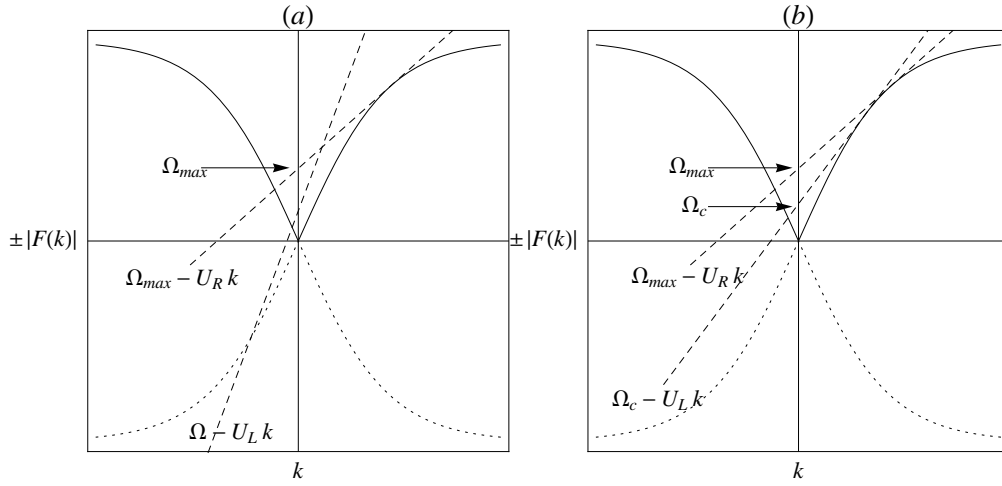 (a)
Ω_max
±|F(k)|
Ω_max − U_R k
Ω − U_L k
k
(b)
Ω_max
Ω_c
±|F(k)|
Ω_max − U_R k
Ω_c − U_L k
k